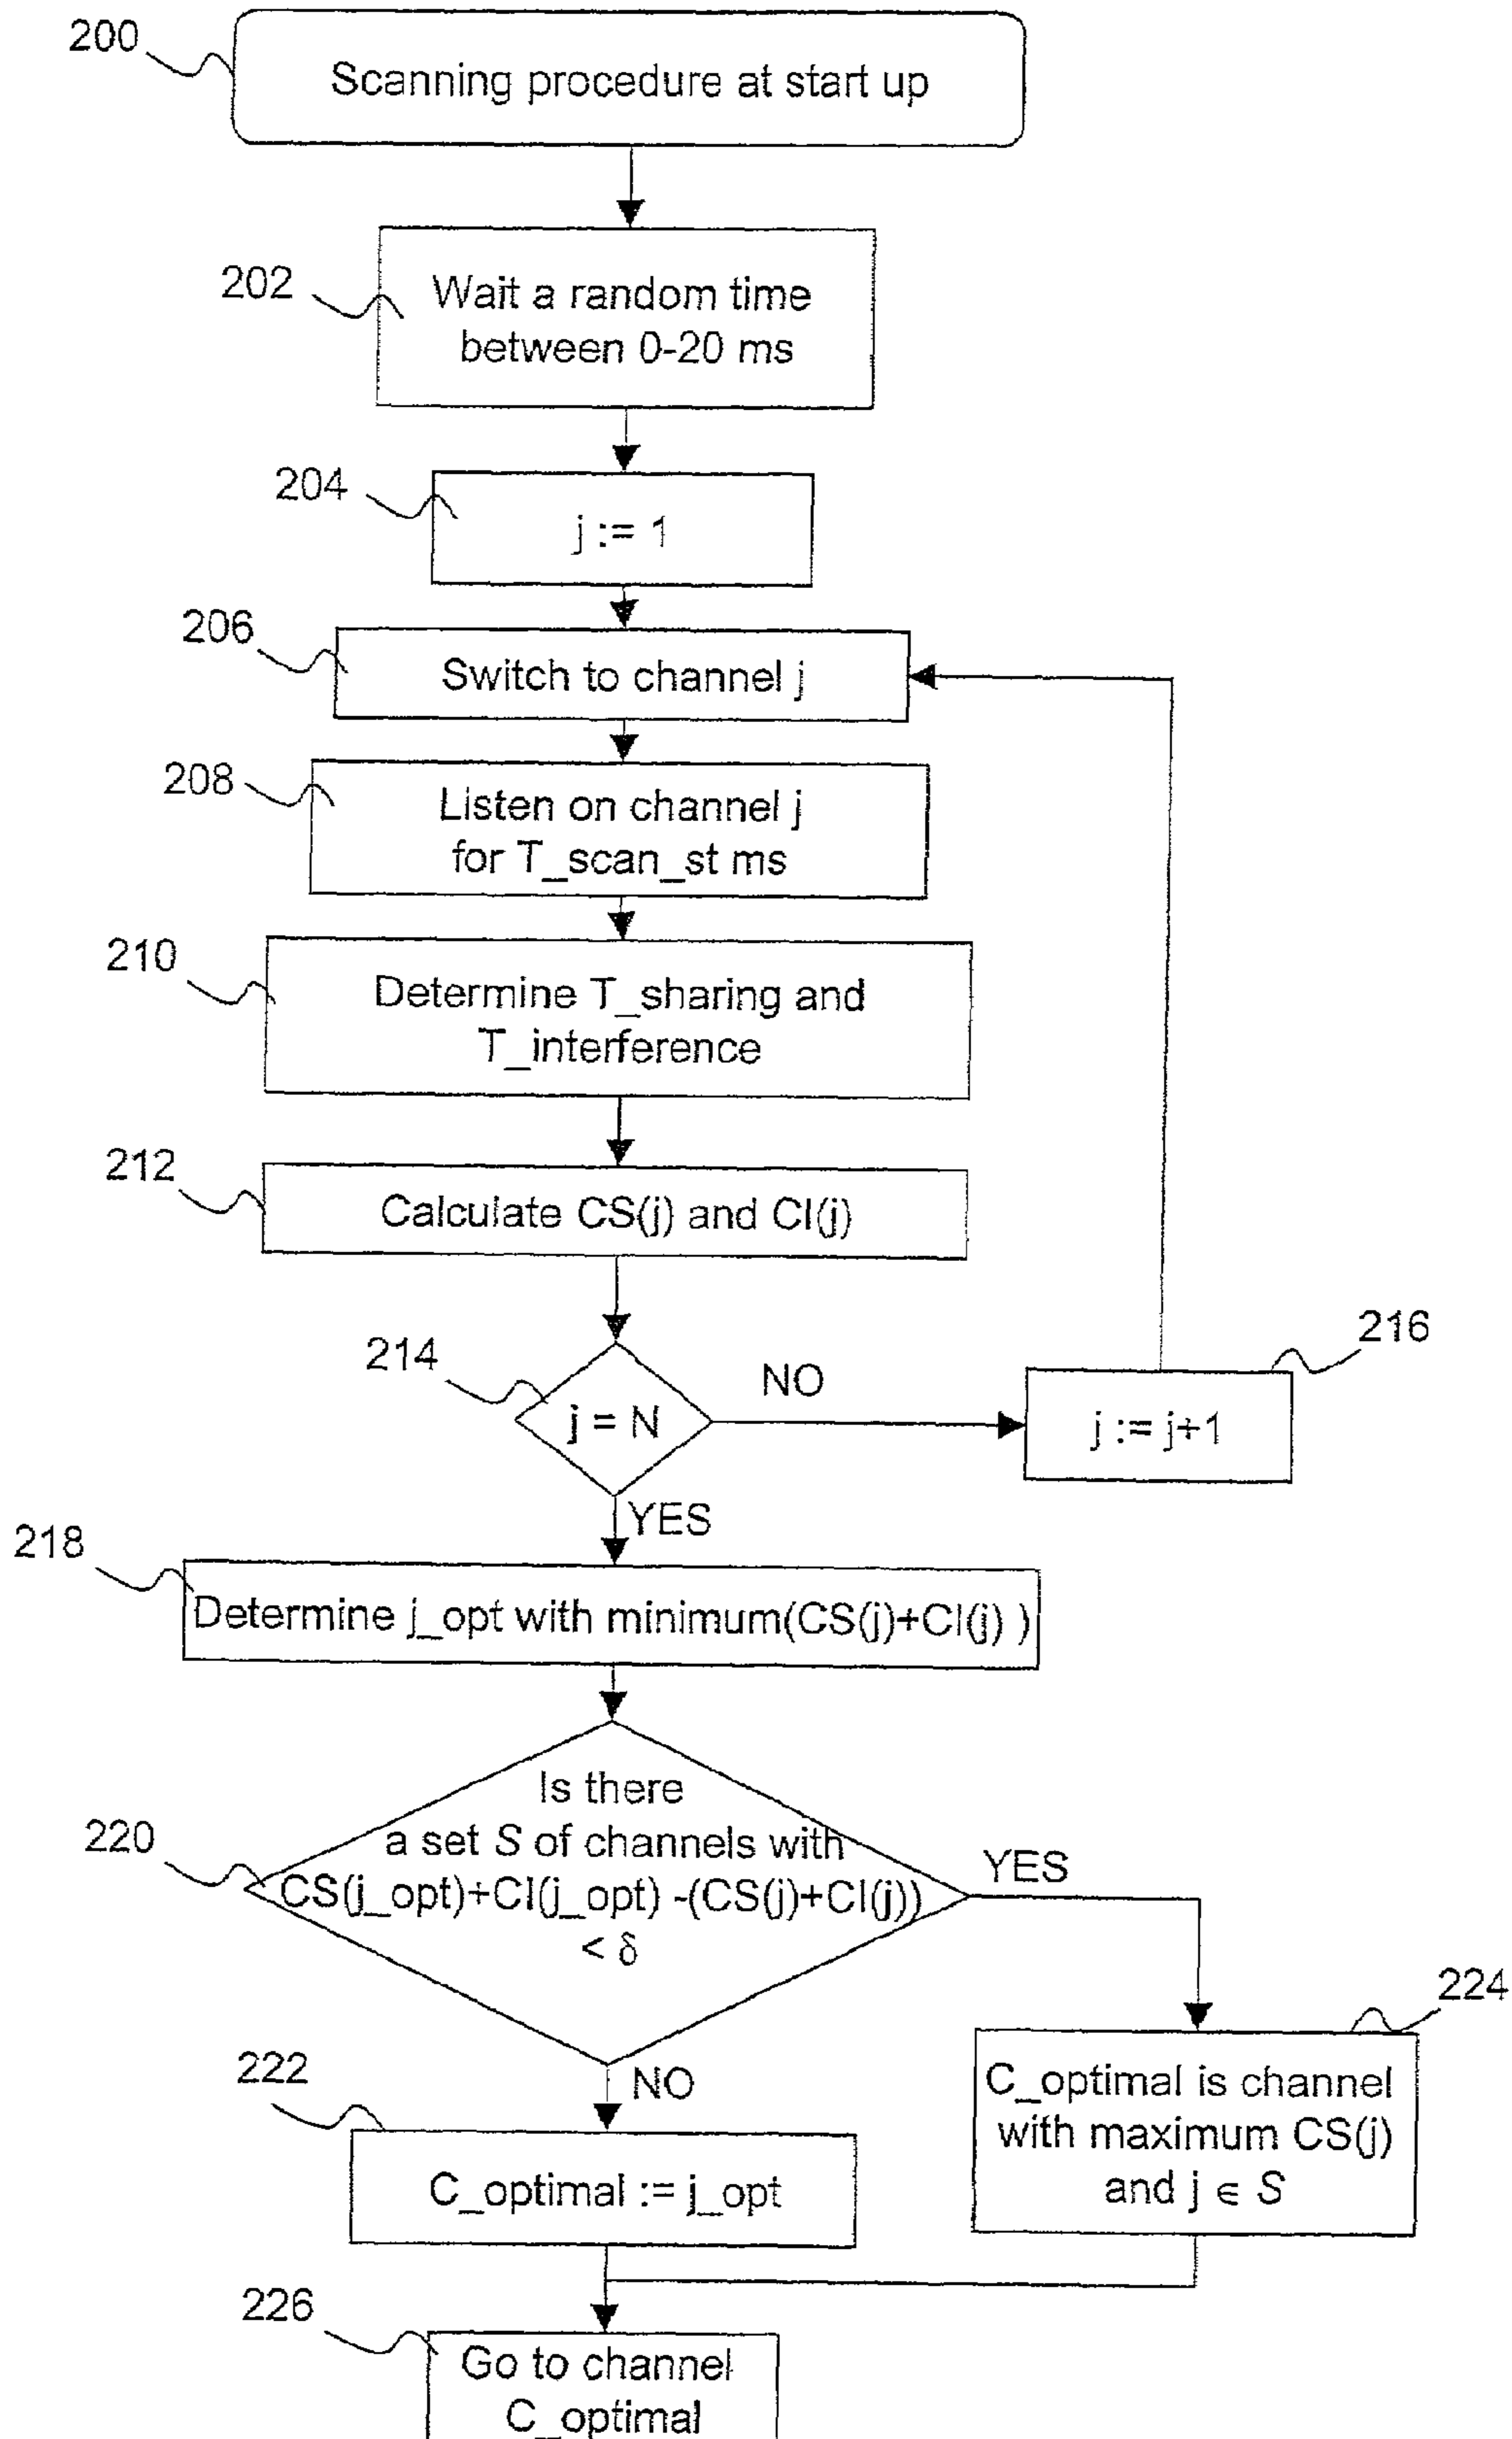 200
Scanning procedure at start up
202
Wait a random time
between 0-20 ms
204
j := 1
206
Switch to channel j
208
Listen on channel j
for T_scan_st ms
210
Determine T_sharing and
T_interference
212
Calculate CS(j) and CI(j)
214
j = N
NO
216
j := j+1
YES
218
Determine j_opt with minimum(CS(j)+CI(j) )
220
Is there
a set S of channels with
CS(j_opt)+CI(j_opt) -(CS(j)+CI(j))
< δ
YES
224
C_optimal is channel
with maximum CS(j)
and j ∈ S
NO
222
C_optimal := j_opt
226
Go to channel
C_optimal